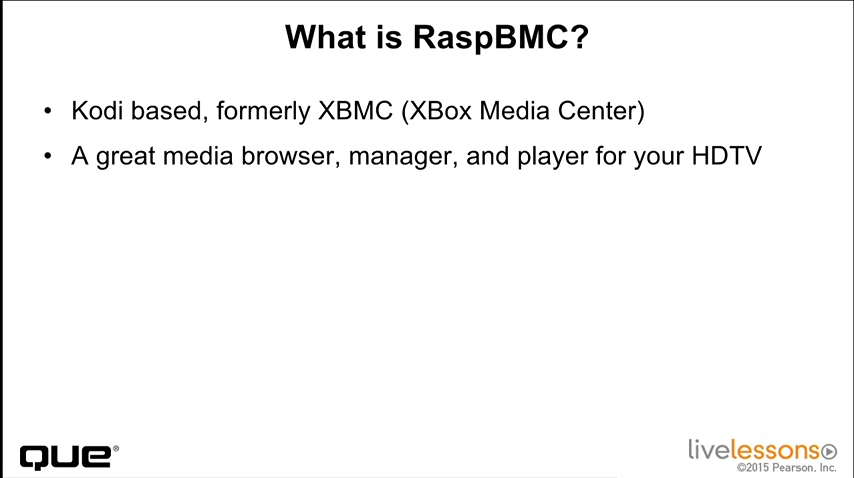 What is RaspBMC?
• Kodi based, formerly XBMC (XBox Media Center)
• A great media browser, manager, and player for your HDTV
QUE®
livelessons
©2015 Pearson, Inc.